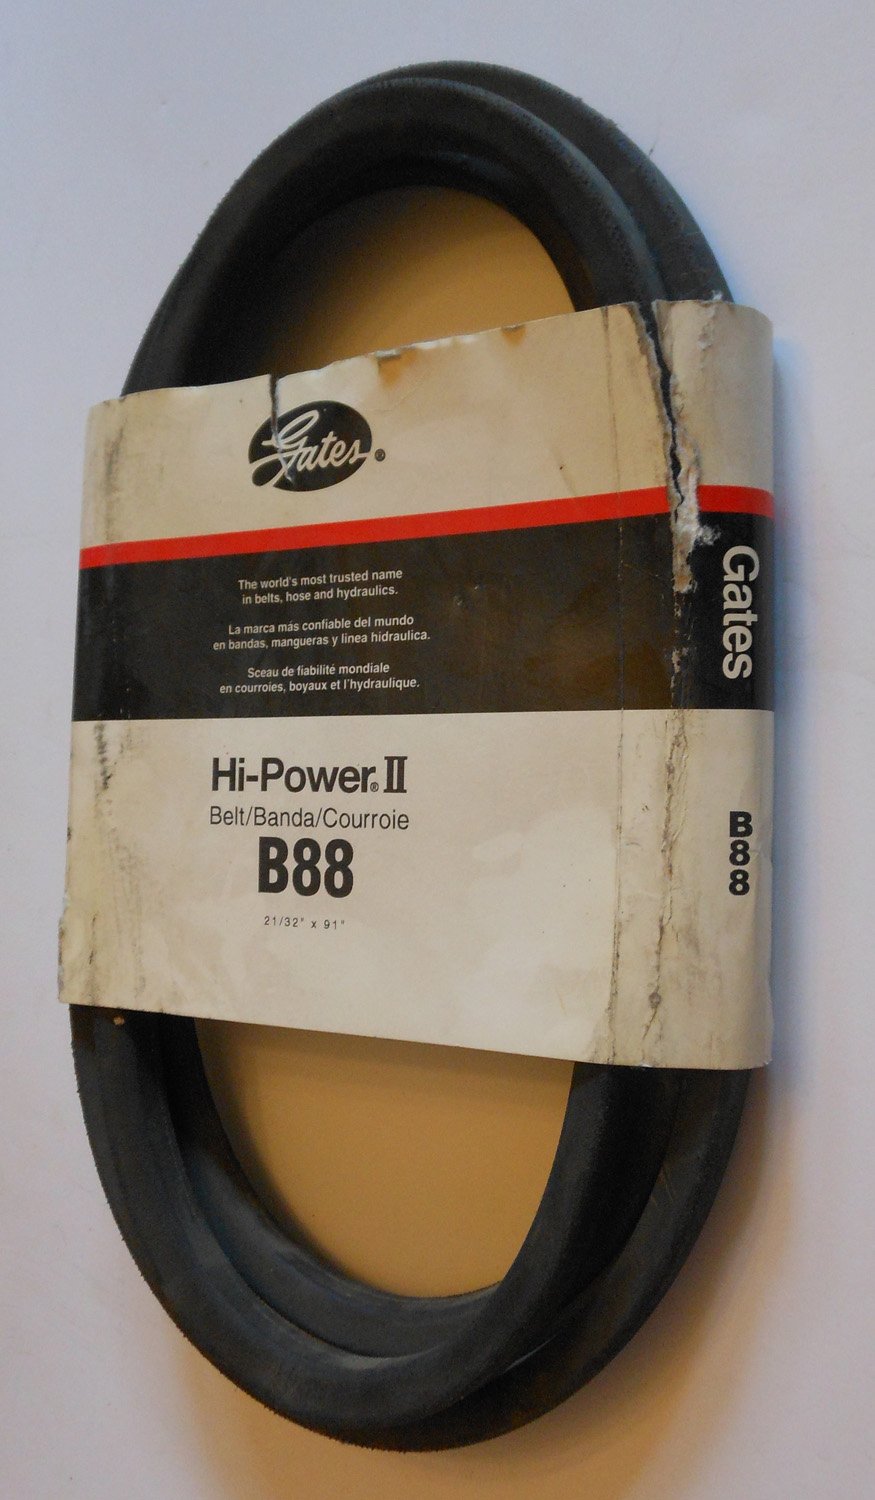 Gates®
The world's most trusted name
in belts, hose and hydraulics.
La marca más confiable del mundo
en bandas, mangueras y linea hidraulica.
Sceau de fiabilité mondiale
en courroies, boyaux et l'hydraulique.
Hi-Power® II
Belt/Banda/Courroie
B88
21/32" x 91"
Gates
B88